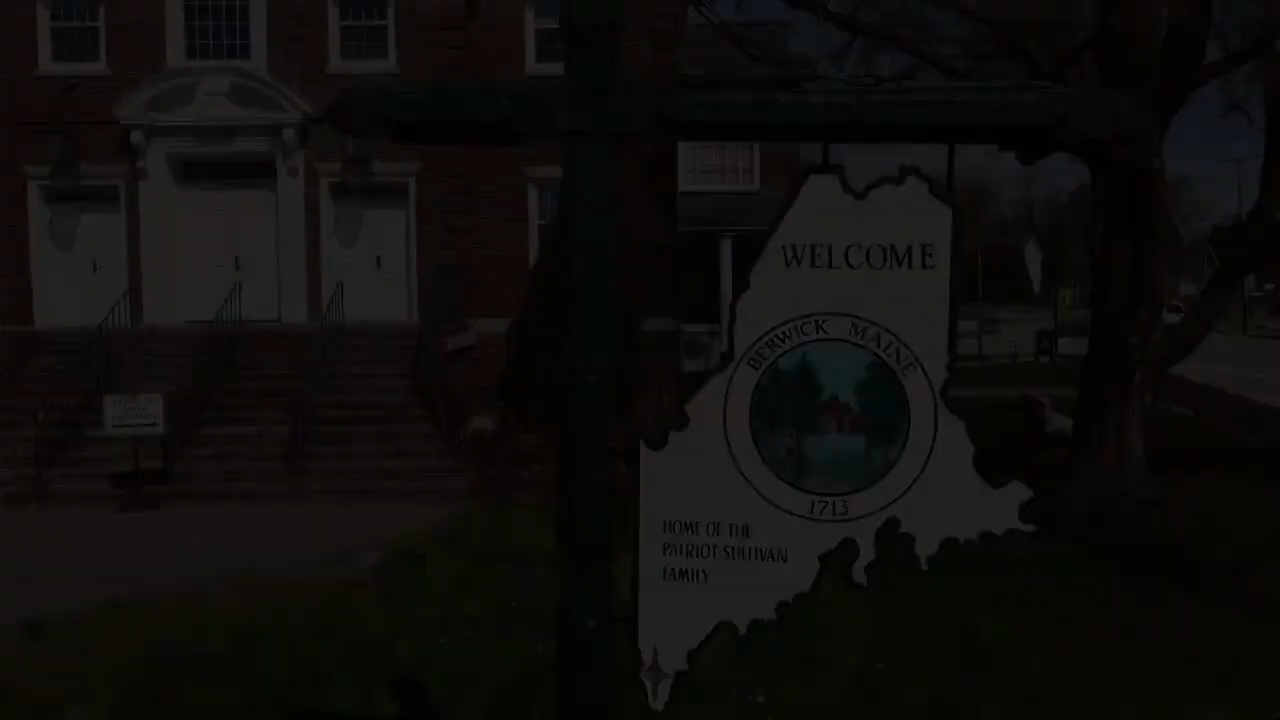 WELCOME
BERWICK MAINE
1713
HOME OF THE
PATRIOT SULLIVAN
FAMILY